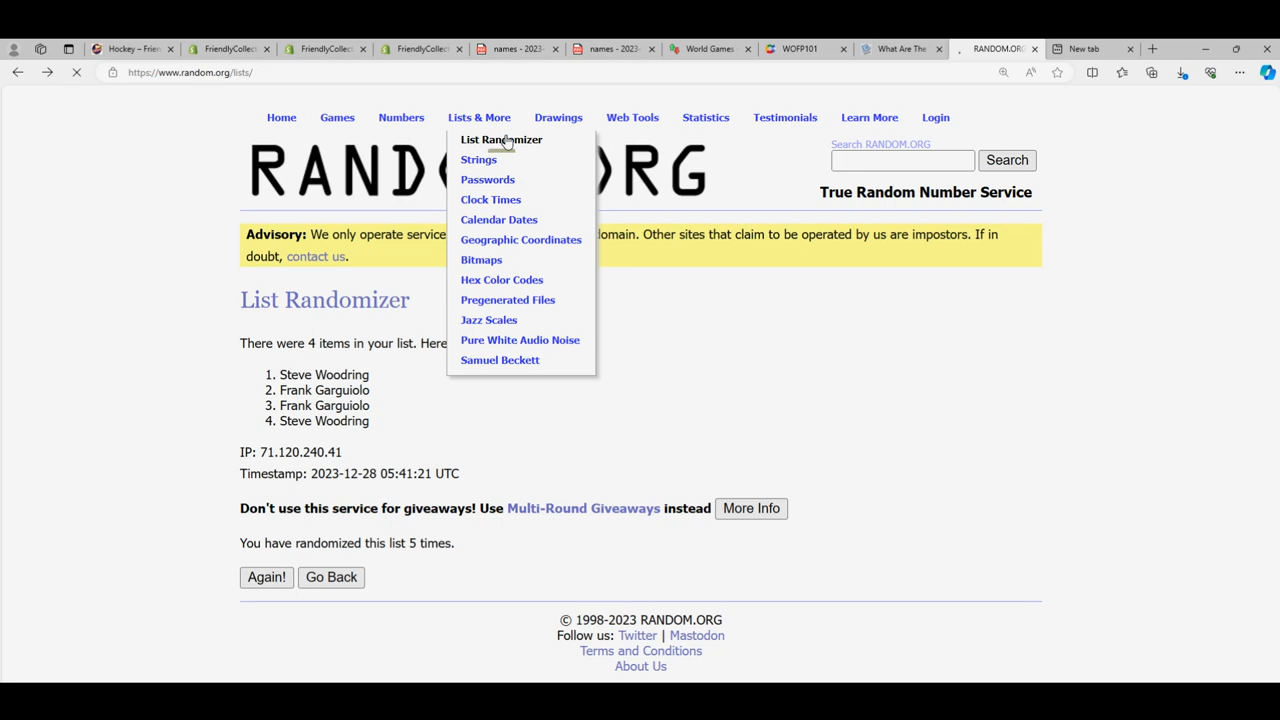 Hockey – Frien
FriendlyCollect
FriendlyCollect
FriendlyCollect
names - 2023-
names - 2023-
World Games -
WOFP101
What Are The
RANDOM.ORG
New tab
https://www.random.org/lists/
Home Games Numbers Lists & More Drawings Web Tools Statistics Testimonials Learn More Login
List Randomizer
Strings
Passwords
Clock Times
Calendar Dates
Geographic Coordinates
Bitmaps
Hex Color Codes
Pregenerated Files
Jazz Scales
Pure White Audio Noise
Samuel Beckett
RAND ORG
Search RANDOM.ORG
Search
True Random Number Service
Advisory: We only operate service omain. Other sites that claim to be operated by us are impostors. If in
doubt, contact us.
List Randomizer
There were 4 items in your list. Here
1. Steve Woodring
2. Frank Garguiolo
3. Frank Garguiolo
4. Steve Woodring
IP: 71.120.240.41
Timestamp: 2023-12-28 05:41:21 UTC
Don't use this service for giveaways! Use Multi-Round Giveaways instead More Info
You have randomized this list 5 times.
Again! Go Back
© 1998-2023 RANDOM.ORG
Follow us: Twitter | Mastodon
Terms and Conditions
About Us